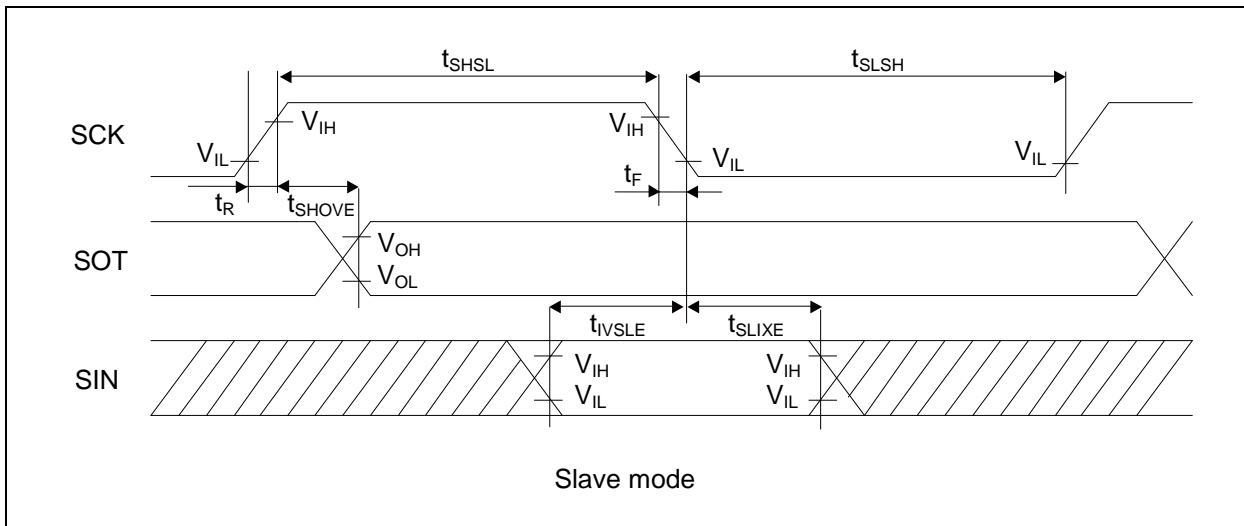 tSHSL
tSLSH
SCK
VIH
VIH
VIL
VIL
VIL
tR
tSHOVE
tF
SOT
VOH
VOL
tIVSLE
tSLIXE
SIN
VIH
VIH
VIL
VIL
Slave mode